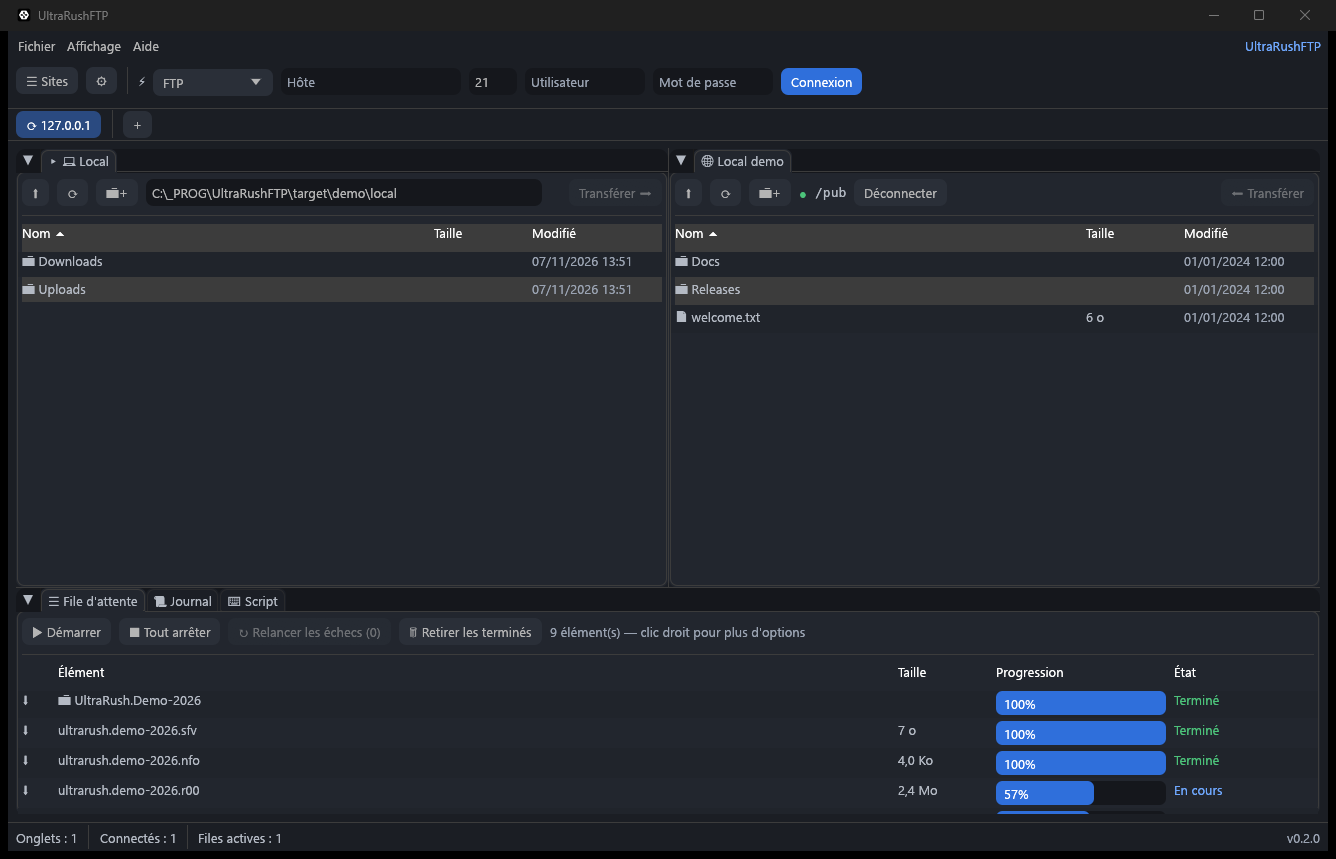 UltraRushFTP
Fichier Affichage Aide UltraRushFTP
Sites FTP Hôte 21 Utilisateur Mot de passe Connexion
127.0.0.1 +
Local
C:\_PROG\UltraRushFTP\target\demo\local Transférer
Nom Taille Modifié
Downloads 07/11/2026 13:51
Uploads 07/11/2026 13:51
Local demo
/pub Déconnecter Transférer
Nom Taille Modifié
Docs 01/01/2024 12:00
Releases 01/01/2024 12:00
welcome.txt 6 o 01/01/2024 12:00
File d'attente Journal Script
Démarrer Tout arrêter Relancer les échecs (0) Retirer les terminés 9 élément(s) — clic droit pour plus d'options
Élément Taille Progression État
UltraRush.Demo-2026 100% Terminé
ultrarush.demo-2026.sfv 7 o 100% Terminé
ultrarush.demo-2026.nfo 4,0 Ko 100% Terminé
ultrarush.demo-2026.r00 2,4 Mo 57% En cours
Onglets : 1 Connectés : 1 Files actives : 1 v0.2.0